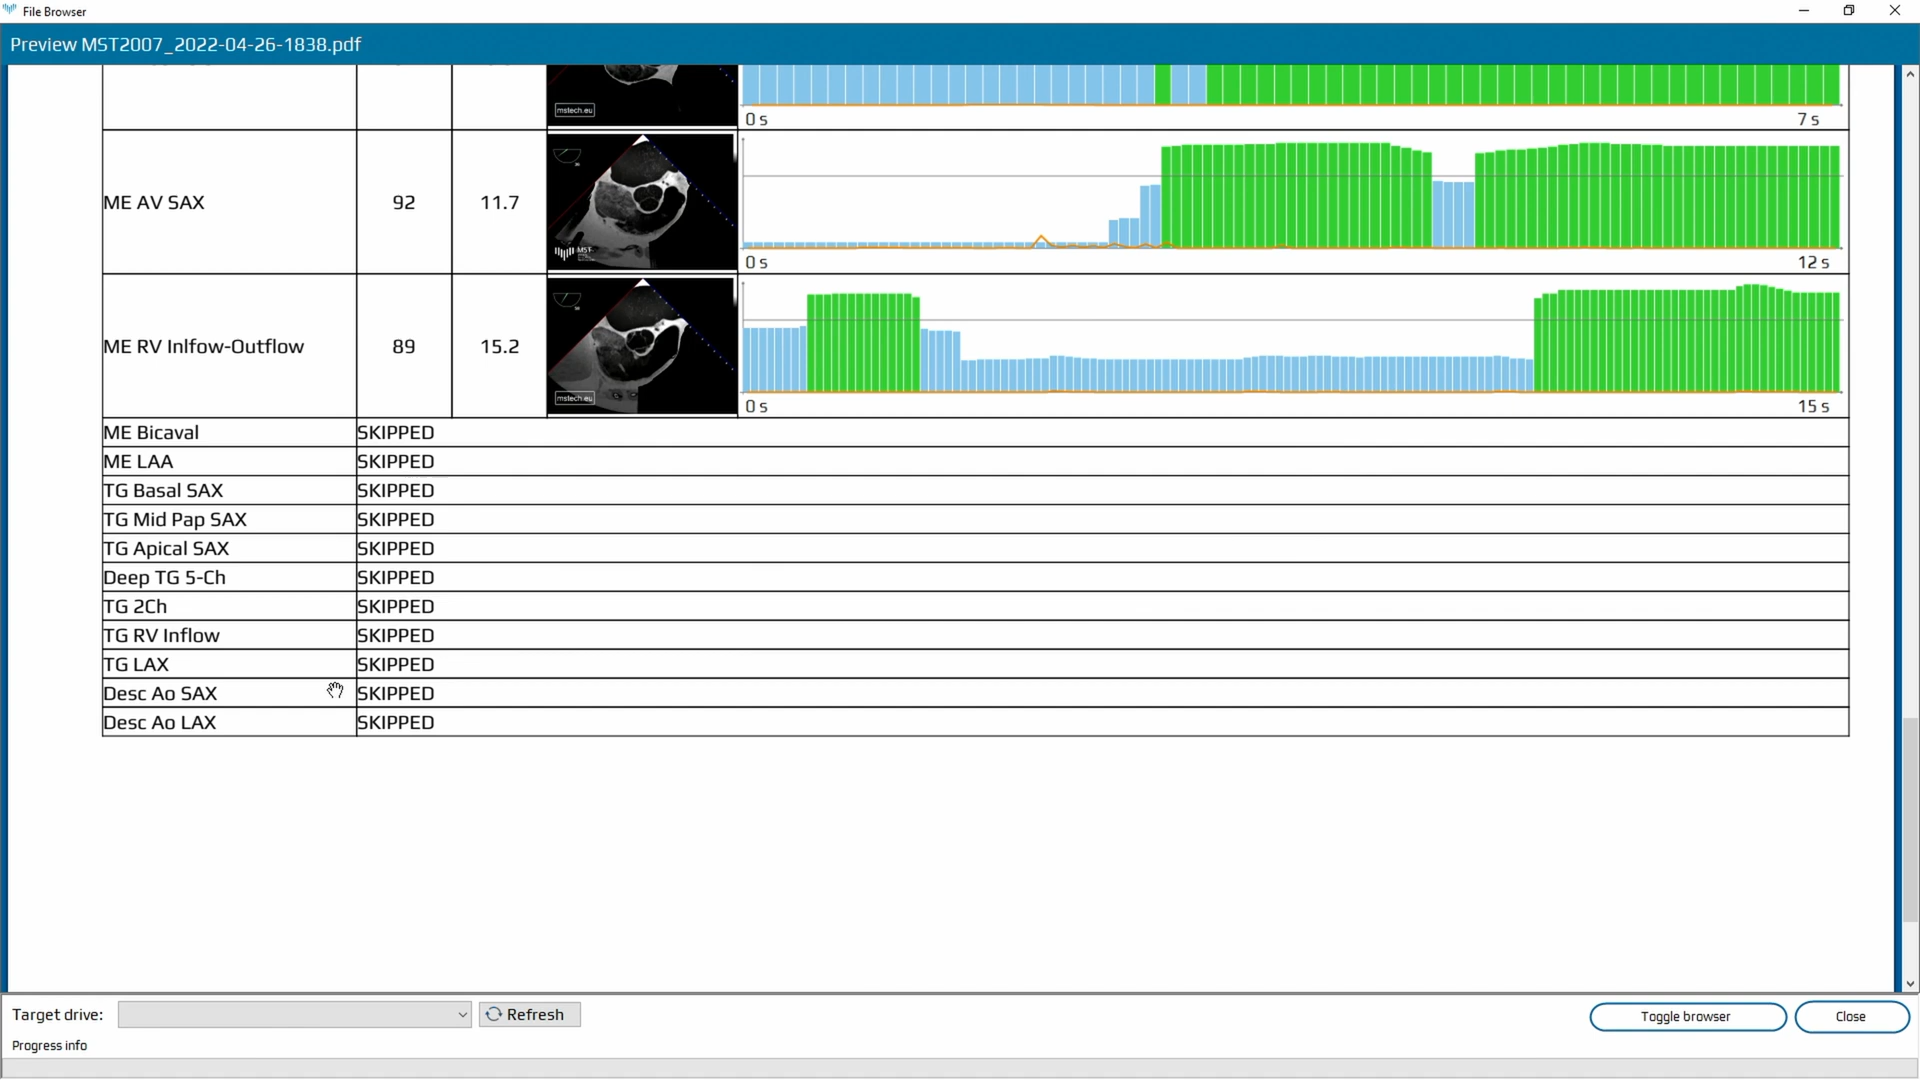 File Browser
Preview MST2007_2022-04-26-1838.pdf
mstech.eu
0 s 7 s
ME AV SAX 92 11.7
MST
0 s 12 s
ME RV Inlfow-Outflow 89 15.2
mstech.eu
0 s 15 s
ME Bicaval SKIPPED
ME LAA SKIPPED
TG Basal SAX SKIPPED
TG Mid Pap SAX SKIPPED
TG Apical SAX SKIPPED
Deep TG 5-Ch SKIPPED
TG 2Ch SKIPPED
TG RV Inflow SKIPPED
TG LAX SKIPPED
Desc Ao SAX SKIPPED
Desc Ao LAX SKIPPED
Target drive: Refresh Toggle browser Close
Progress info